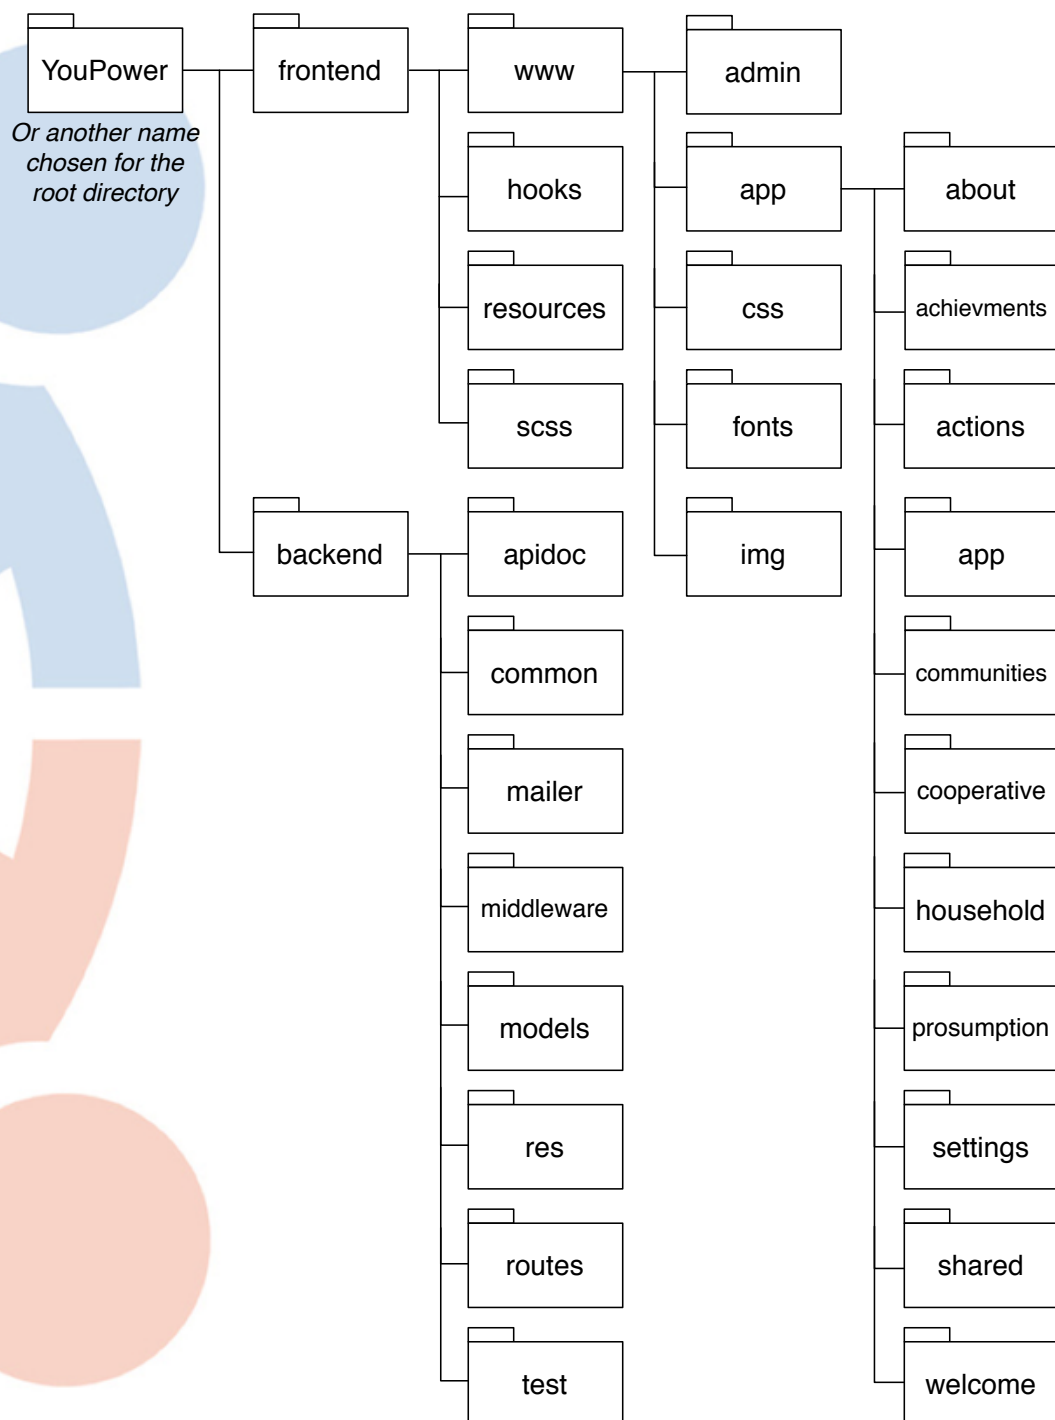 YouPower
Or another name
chosen for the
root directory
frontend
www
admin
hooks
app
about
resources
css
achievments
scss
fonts
actions
backend
apidoc
img
app
common
communities
mailer
cooperative
middleware
household
models
prosumption
res
settings
routes
shared
test
welcome